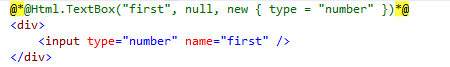 @*@Html.TextBox("first", null, new { type = "number" })*@
<div>
    <input type="number" name="first" />
</div>